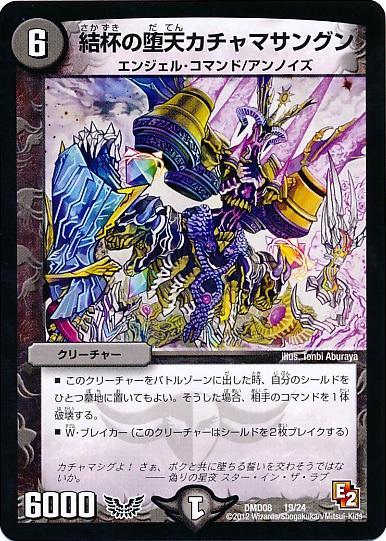 6
さかずき だてん
結杯の堕天カチャマサングン
エンジェル・コマンド/アンノイズ
クリーチャー
illus. Tenbi Aburaya
■ このクリーチャーをバトルゾーンに出した時、自分のシールドを
ひとつ墓地に置いてもよい。そうした場合、相手のコマンドを1体
破壊する。
■ W・ブレイカー (このクリーチャーはシールドを2枚ブレイクする)
カチャマシグよ! さぁ、ボクと共に堕ちる誓いを交わそうではない
か。 ―― 偽りの星夜 スター・イン・ザ・ラブ
6000
1
DMD08 19/24
©2012 Wizards/Shogakukan/Mitsui-Kids
E2